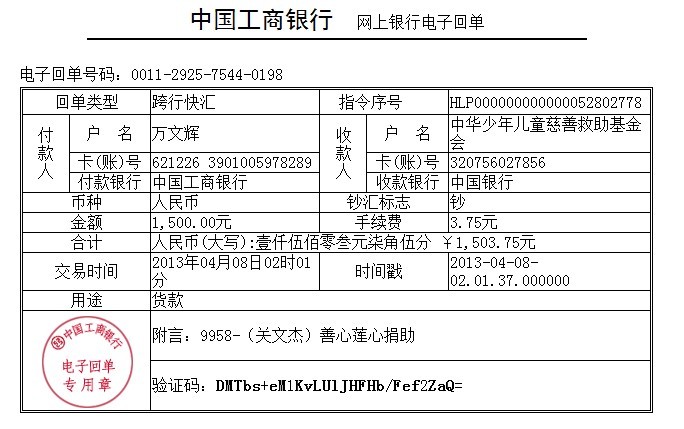 中国工商银行 网上银行电子回单
电子回单号码：0011-2925-7544-0198
回单类型 跨行快汇 指令序号 HLP000000000000052802778
付款人 户 名 万文辉 收款人 户 名 中华少年儿童慈善救助基金
会
卡(账)号 621226 3901005978289 卡(账)号 320756027856
付款银行 中国工商银行 收款银行 中国银行
币种 人民币 钞汇标志 钞
金额 1,500.00元 手续费 3.75元
合计 人民币(大写):壹仟伍佰零叁元柒角伍分 ￥1,503.75元
交易时间 2013年04月08日02时01
分 时间戳 2013-04-08-
02.01.37.000000
用途 货款
中国工商银行
电子回单
专用章
附言：9958-（关文杰）善心莲心捐助
验证码：DMTbs+eM1KvLUlJHFHb/Fef2ZaQ=